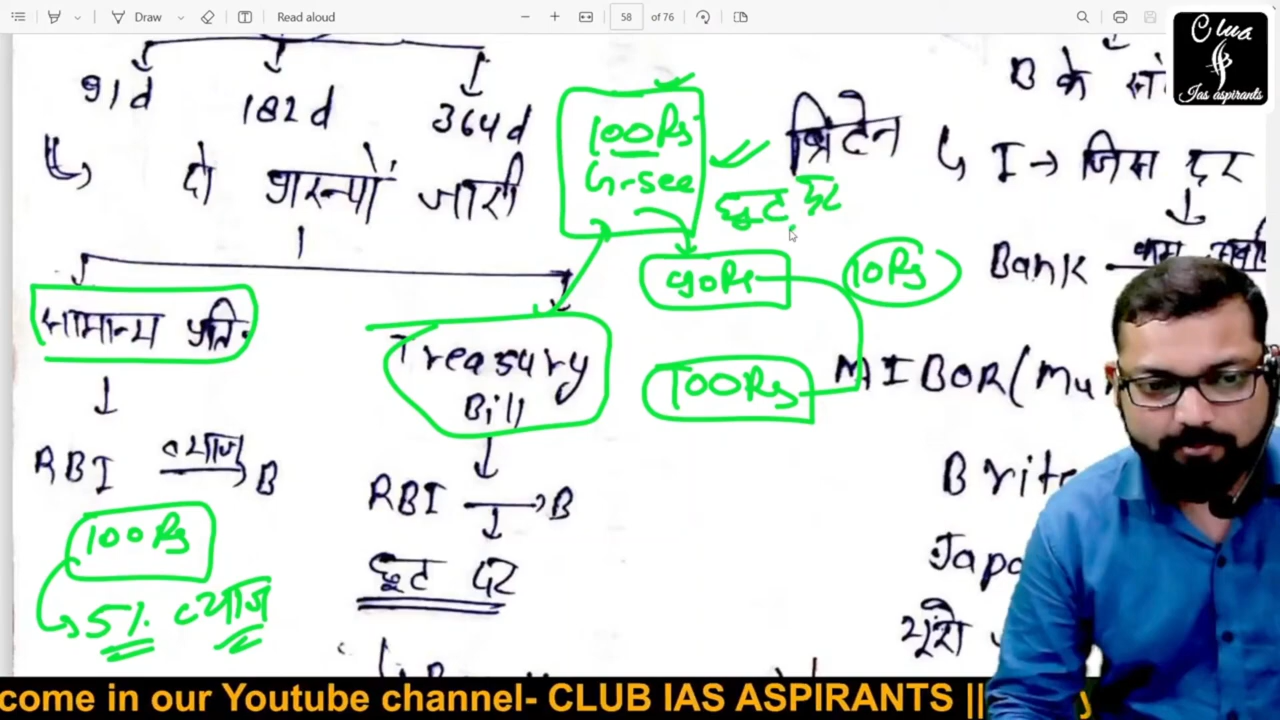 Draw
Read aloud
58 of 76
Club
Ias aspirants
91d
182d
364d
दो प्रारूपों जारी
सामान्य प्रति.
Treasury
Bill
RBI ब्याज B
RBI → B
छूट दर
100Rs
5% ब्याज
100Rs
G-sec
छूट दर
90Rs
10Rs
100Rs
ब्रिटेन
B के
I → जिस दर
Bank
MIBOR(Mu
Brite
Japa
come in our Youtube channel- CLUB IAS ASPIRANTS ||